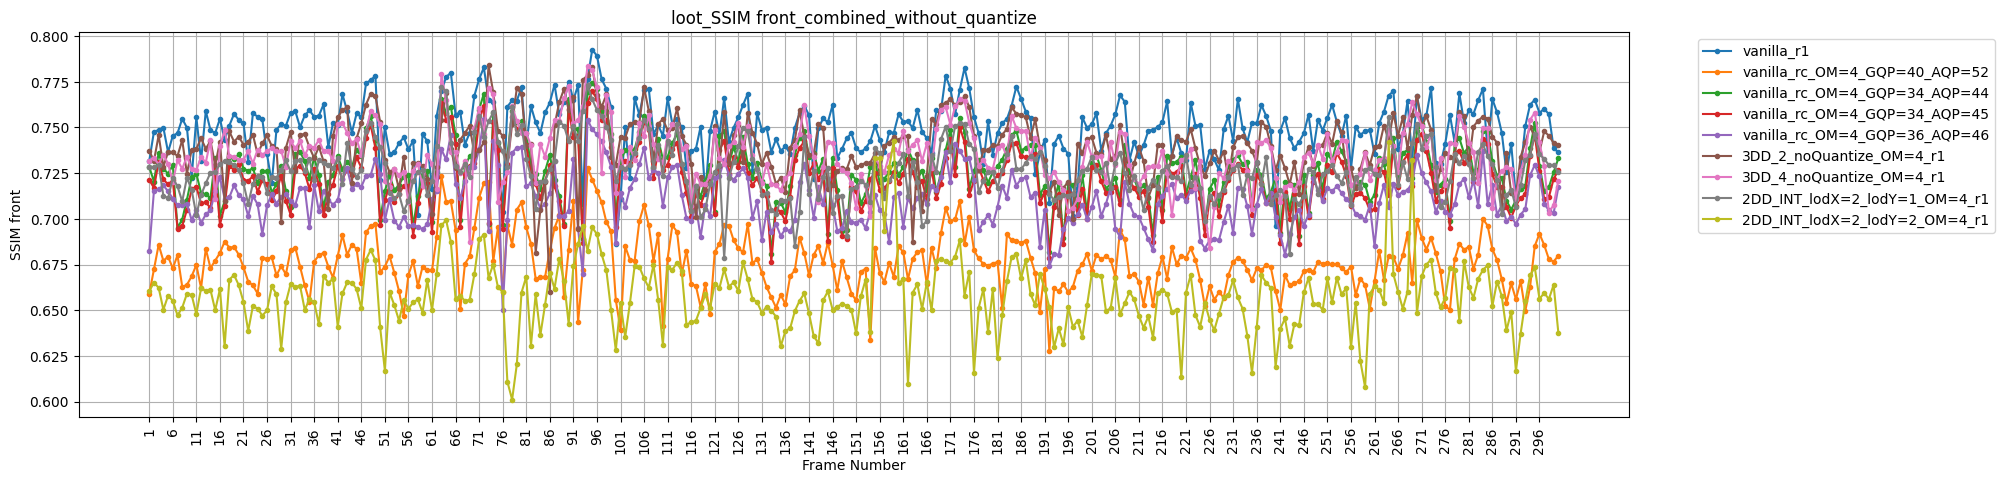 loot_SSIM front_combined_without_quantize
SSIM front
0.800
0.775
0.750
0.725
0.700
0.675
0.650
0.625
0.600
1 6 11 16 21 26 31 36 41 46 51 56 61 66 71 76 81 86 91 96 101 106 111 116 121 126 131 136 141 146 151 156 161 166 171 176 181 186 191 196 201 206 211 216 221 226 231 236 241 246 251 256 261 266 271 276 281 286 291 296
Frame Number
vanilla_r1
vanilla_rc_OM=4_GQP=40_AQP=52
vanilla_rc_OM=4_GQP=34_AQP=44
vanilla_rc_OM=4_GQP=34_AQP=45
vanilla_rc_OM=4_GQP=36_AQP=46
3DD_2_noQuantize_OM=4_r1
3DD_4_noQuantize_OM=4_r1
2DD_INT_lodX=2_lodY=1_OM=4_r1
2DD_INT_lodX=2_lodY=2_OM=4_r1